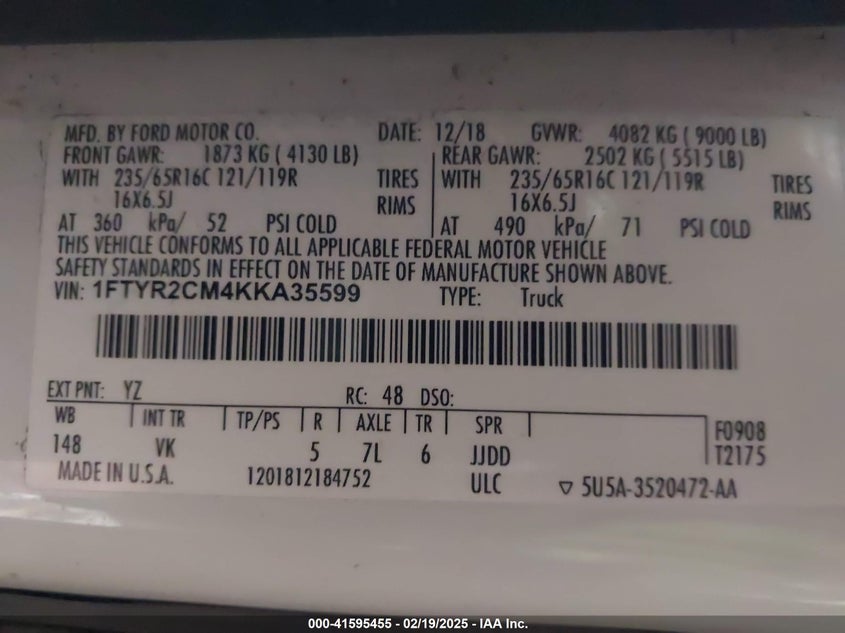 MFD. BY FORD MOTOR CO. DATE: 12/18 GVWR: 4082 KG ( 9000 LB)
FRONT GAWR: 1873 KG ( 4130 LB) REAR GAWR: 2502 KG ( 5515 LB)
WITH 235/65R16C 121/119R TIRES WITH 235/65R16C 121/119R TIRES
16X6.5J RIMS 16X6.5J RIMS
AT 360 kPa/ 52 PSI COLD AT 490 kPa/ 71 PSI COLD
THIS VEHICLE CONFORMS TO ALL APPLICABLE FEDERAL MOTOR VEHICLE
SAFETY STANDARDS IN EFFECT ON THE DATE OF MANUFACTURE SHOWN ABOVE.
VIN: 1FTYR2CM4KKA35599 TYPE: Truck
EXT PNT: YZ RC: 48 DSO:
WB INT TR TP/PS R AXLE TR SPR F0908
148 VK 5 7L 6 JJDD T2175
MADE IN U.S.A. 1201812184752 ULC ▽ 5U5A-3520472-AA
000-41595455 - 02/19/2025 - IAA Inc.